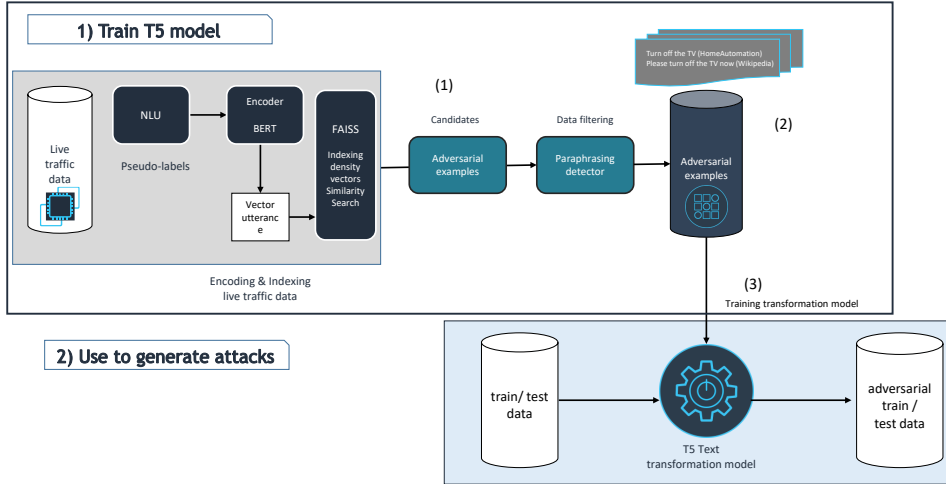 1) Train T5 model
Turn off the TV (HomeAutomation)
Please turn off the TV now (Wikipedia)
(1)
(2)
Live
traffic
data
NLU
Pseudo-labels
Encoder
BERT
Vector
utteranc
e
FAISS
Indexing
density
vectors
Similarity
Search
Encoding & Indexing
live traffic data
Candidates
Adversarial
examples
Data filtering
Paraphrasing
detector
Adversarial
examples
(3)
Training transformation model
2) Use to generate attacks
train/ test
data
T5 Text
transformation model
adversarial
train /
test data